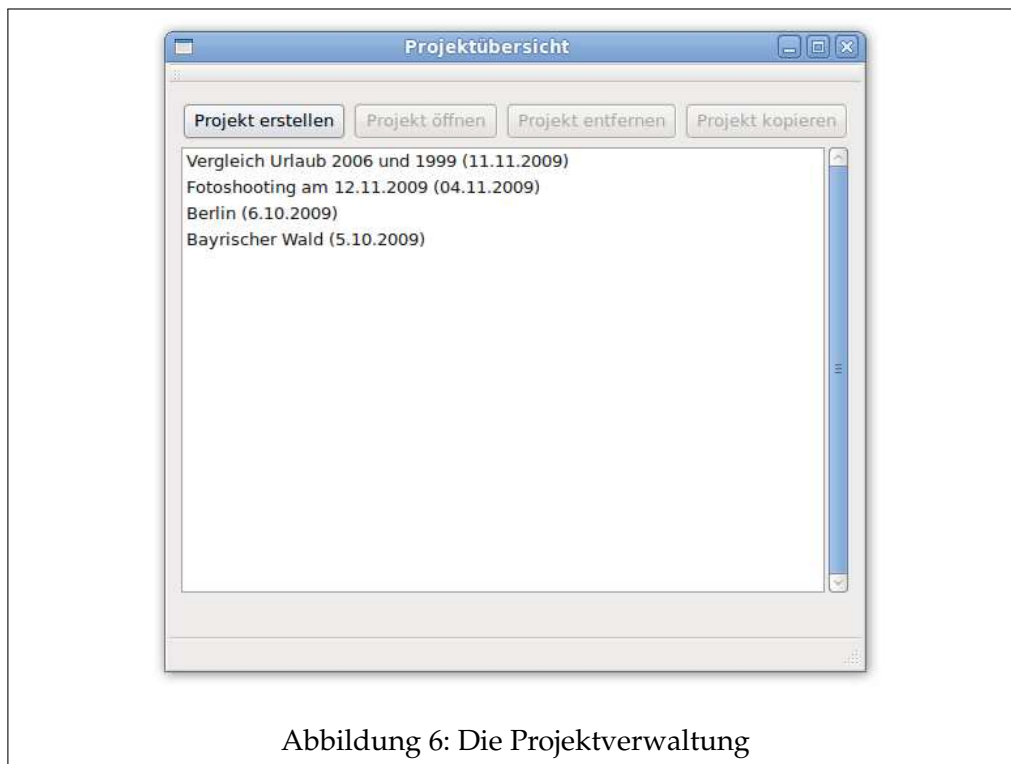 Projektübersicht
Projekt erstellen Projekt öffnen Projekt entfernen Projekt kopieren
Vergleich Urlaub 2006 und 1999 (11.11.2009)
Fotoshooting am 12.11.2009 (04.11.2009)
Berlin (6.10.2009)
Bayrischer Wald (5.10.2009)
Abbildung 6: Die Projektverwaltung